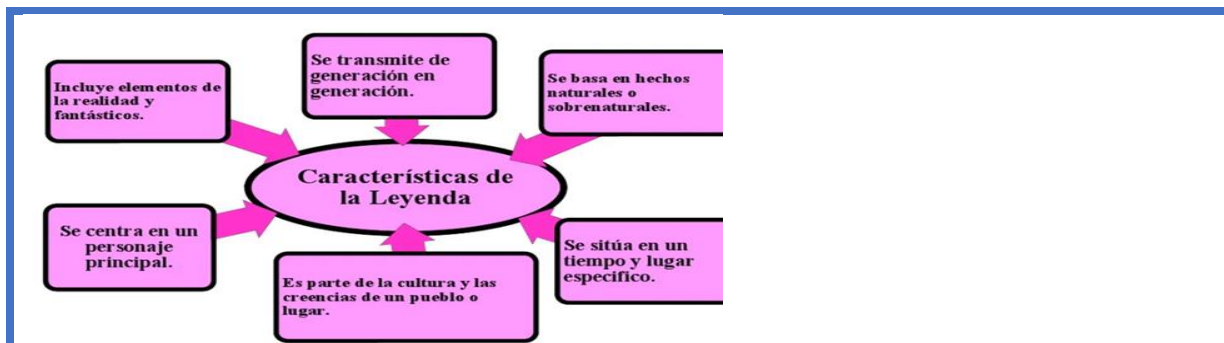 Se transmite de
generación en
generación.
Incluye elementos de
la realidad y
fantásticos.
Se basa en hechos
naturales o
sobrenaturales.
Características de
la Leyenda
Se centra en un
personaje
principal.
Es parte de la cultura y las
creencias de un pueblo o
lugar.
Se sitúa en un
tiempo y lugar
especifico.